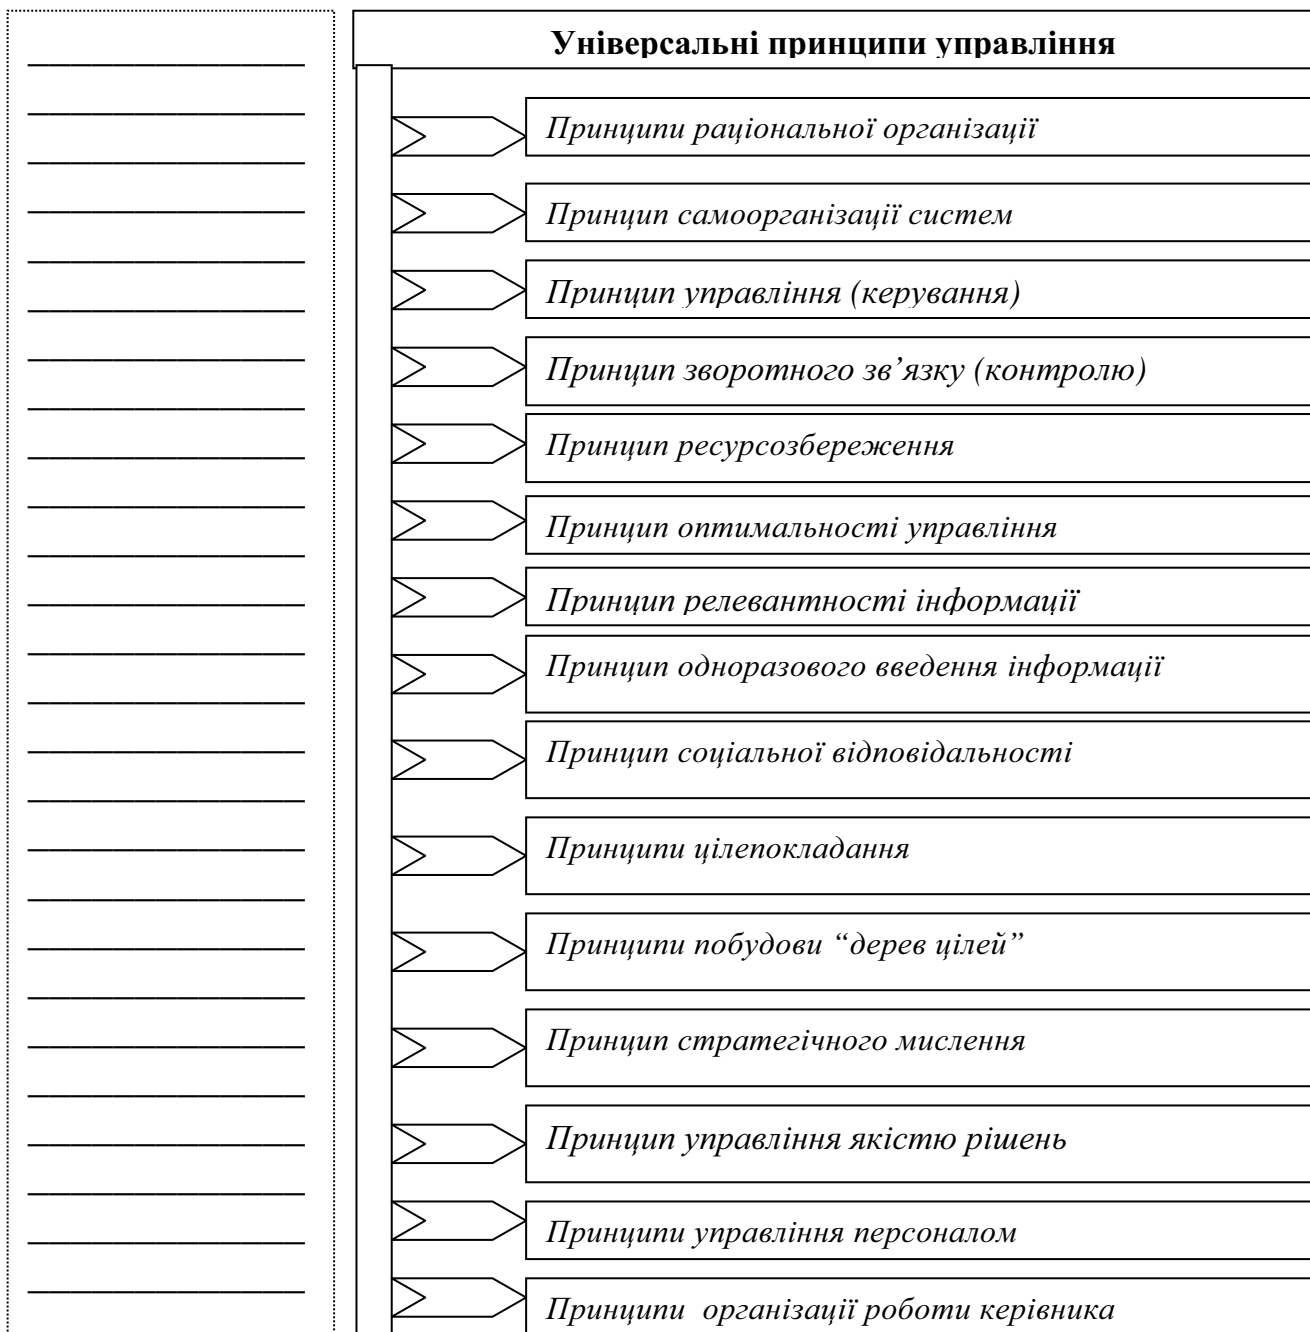 Універсальні принципи управління
Принципи раціональної організації
Принцип самоорганізації систем
Принцип управління (керування)
Принцип зворотного зв’язку (контролю)
Принцип ресурсозбереження
Принцип оптимальності управління
Принцип релевантності інформації
Принцип одноразового введення інформації
Принцип соціальної відповідальності
Принципи цілепокладання
Принципи побудови “дерев цілей”
Принцип стратегічного мислення
Принцип управління якістю рішень
Принципи управління персоналом
Принципи організації роботи керівника